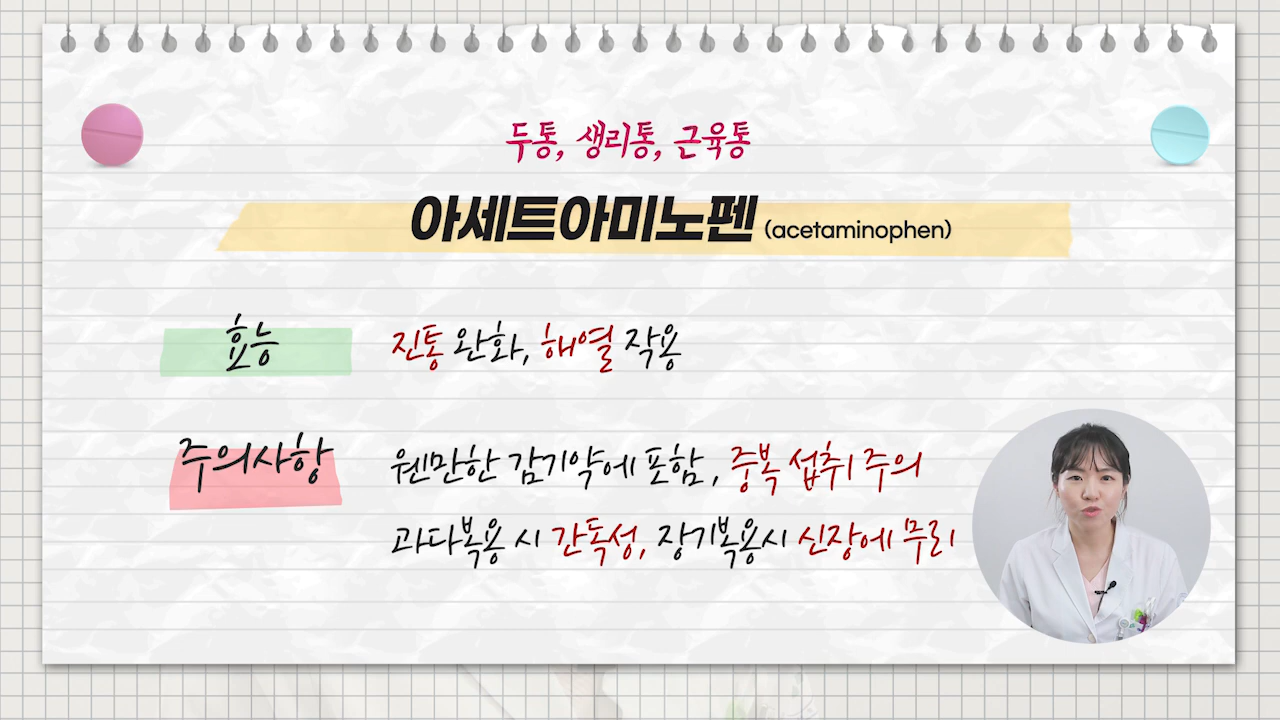 두통, 생리통, 근육통
아세트아미노펜 (acetaminophen)
효능
진통 완화, 해열 작용
주의사항
웬만한 감기약에 포함, 중복 섭취 주의
과다복용 시 간독성, 장기복용시 신장에 무리